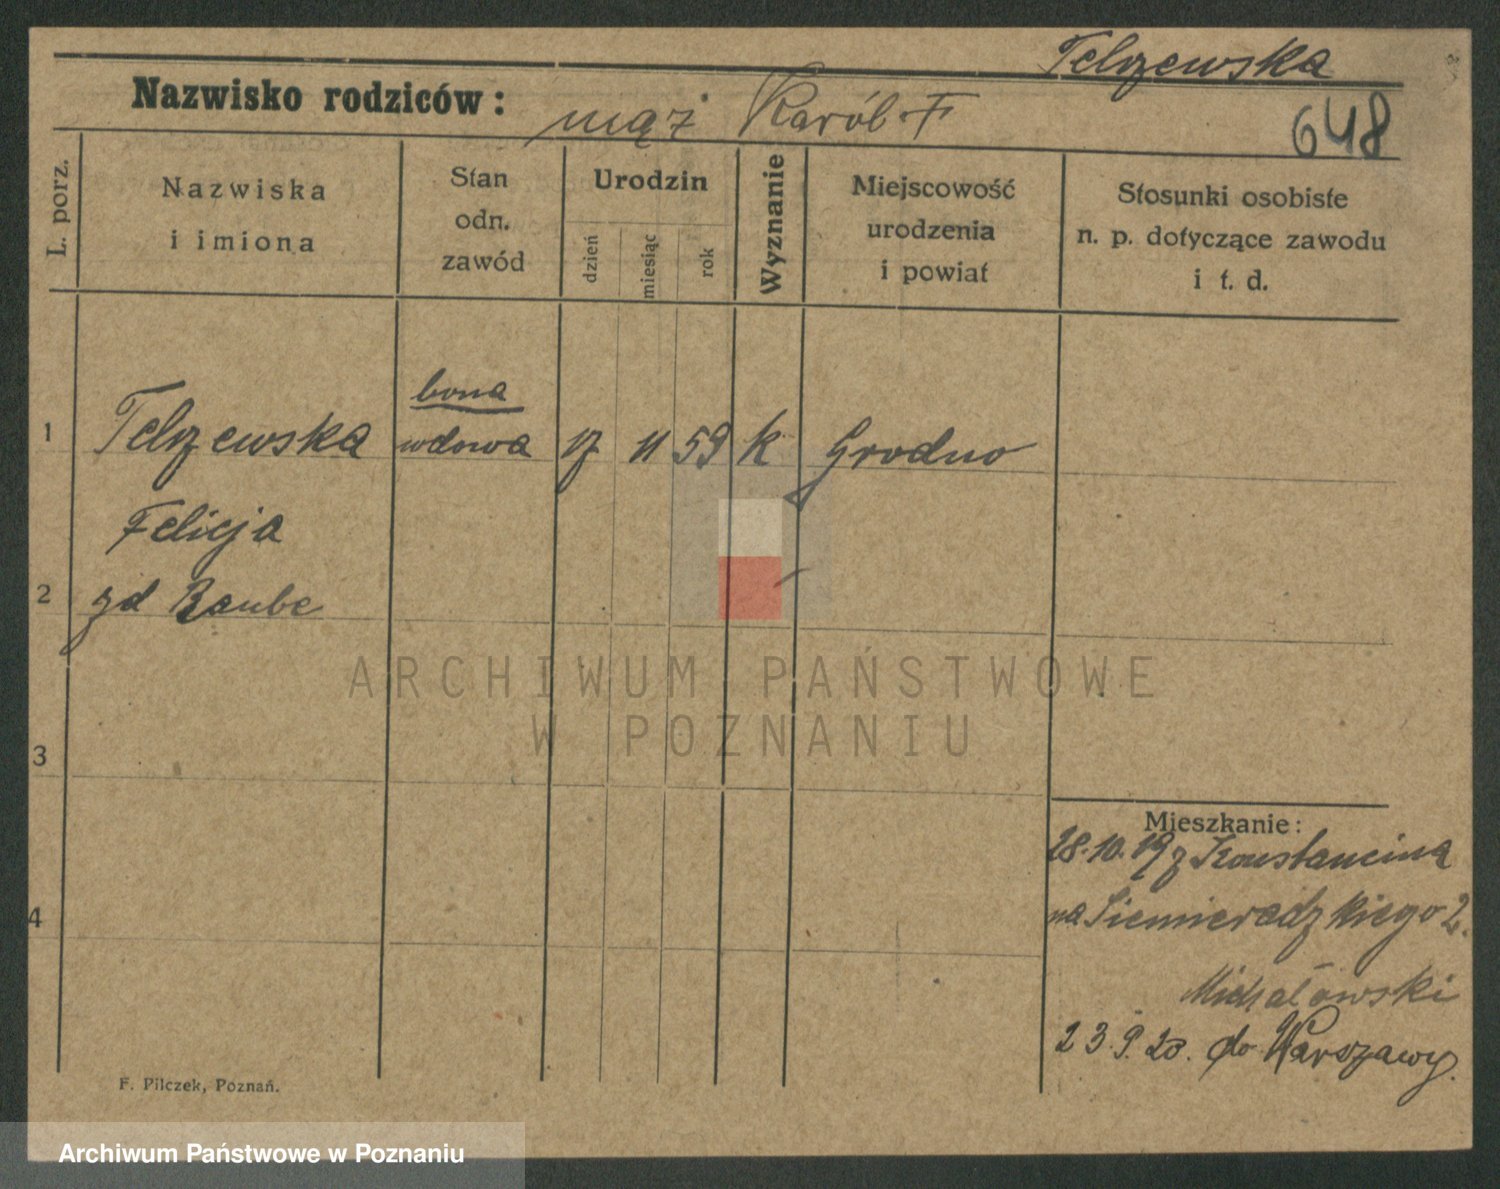 Telszewska
Nazwisko rodziców: mąż Karól F
648
L. porz.
Nazwiska
i imiona
Stan
odn.
zawód
Urodzin
dzień
miesiąc
rok
Wyznanie
Miejscowość
urodzenia
i powiat
Stosunki osobiste
n. p. dotyczące zawodu
i t. d.
bona
1 Telszewska wdowa 17 11 59 k Grodno
Felicja
2 zd Raube
3
4
Mieszkanie:
28.10.19 z Konstancina
na Siemieradzkiego 2.
Michałowski
23.9.20. do Warszawy.
F. Pilczek, Poznań.
ARCHIWUM PAŃSTWOWE
W POZNANIU
Archiwum Państwowe w Poznaniu